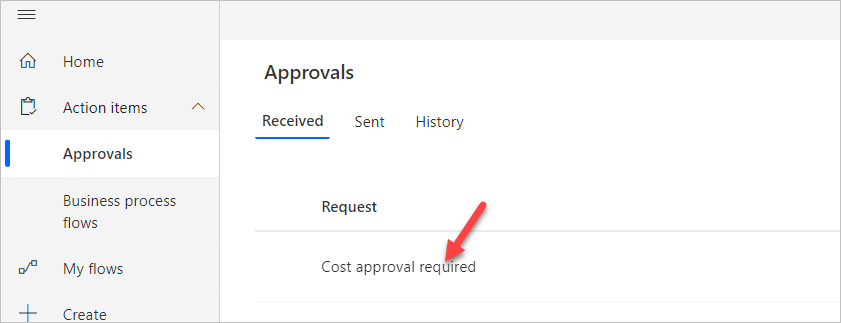 Home
Action items
Approvals
Business process
flows
My flows
Create
Approvals
Received Sent History
Request
Cost approval required